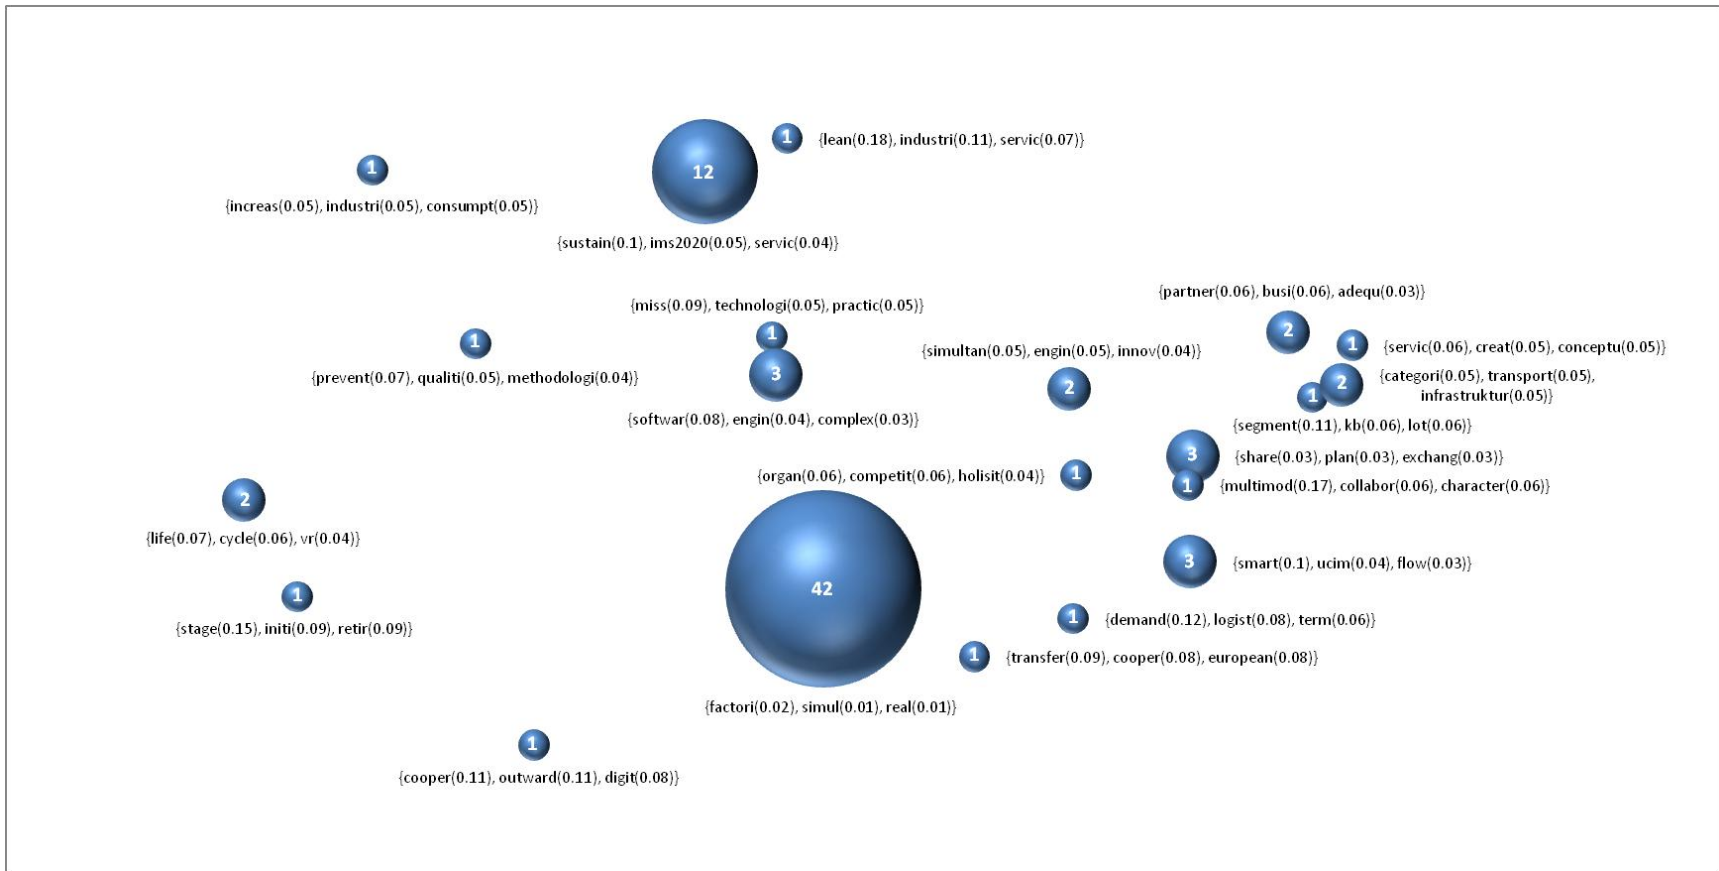 1
{lean(0.18), industri(0.11), servic(0.07)}
1
{increas(0.05), industri(0.05), consumpt(0.05)}
12
{sustain(0.1), ims2020(0.05), servic(0.04)}
{partner(0.06), busi(0.06), adequ(0.03)}
2
{miss(0.09), technologi(0.05), practic(0.05)}
1
1
{prevent(0.07), qualiti(0.05), methodologi(0.04)}
1
{servic(0.06), creat(0.05), conceptu(0.05)}
{simultan(0.05), engin(0.05), innov(0.04)}
2
3
{softwar(0.08), engin(0.04), complex(0.03)}
2
{categori(0.05), transport(0.05),
infrastruktur(0.05)}
1
{segment(0.11), kb(0.06), lot(0.06)}
3
{share(0.03), plan(0.03), exchang(0.03)}
{organ(0.06), competit(0.06), holisit(0.04)}
1
1
{multimod(0.17), collabor(0.06), character(0.06)}
2
{life(0.07), cycle(0.06), vr(0.04)}
3
{smart(0.1), ucim(0.04), flow(0.03)}
42
{factori(0.02), simul(0.01), real(0.01)}
1
{stage(0.15), initi(0.09), retir(0.09)}
1
{demand(0.12), logist(0.08), term(0.06)}
1
{transfer(0.09), cooper(0.08), european(0.08)}
1
{cooper(0.11), outward(0.11), digit(0.08)}